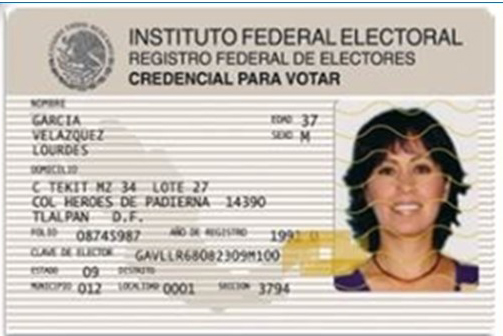 INSTITUTO FEDERAL ELECTORAL
REGISTRO FEDERAL DE ELECTORES
CREDENCIAL PARA VOTAR
NOMBRE
GARCIA
VELAZQUEZ
LOURDES
EDAD 37
SEXO M
DOMICILIO
C TEKIT MZ 34 LOTE 27
COL HEROES DE PADIERNA 14390
TLALPAN D.F.
FOLIO 08745987 AÑO DE REGISTRO 1991
CLAVE DE ELECTOR GAVLLR68082309M100
ESTADO 09 DISTRITO
MUNICIPIO 012 LOCALIDAD 0001 SECCION 3794